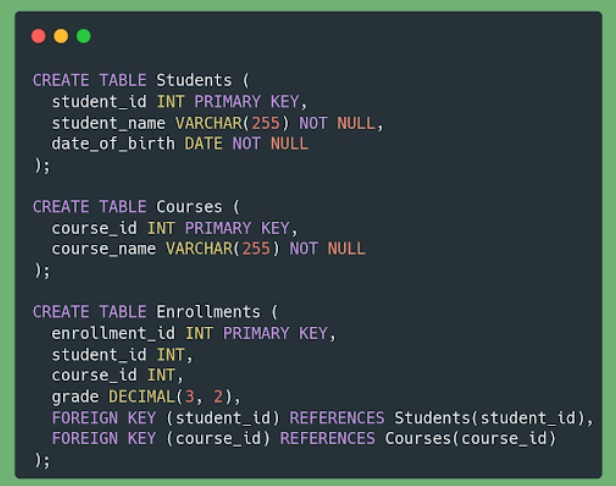 CREATE TABLE Students (
  student_id INT PRIMARY KEY,
  student_name VARCHAR(255) NOT NULL,
  date_of_birth DATE NOT NULL
);

CREATE TABLE Courses (
  course_id INT PRIMARY KEY,
  course_name VARCHAR(255) NOT NULL
);

CREATE TABLE Enrollments (
  enrollment_id INT PRIMARY KEY,
  student_id INT,
  course_id INT,
  grade DECIMAL(3, 2),
  FOREIGN KEY (student_id) REFERENCES Students(student_id),
  FOREIGN KEY (course_id) REFERENCES Courses(course_id)
);